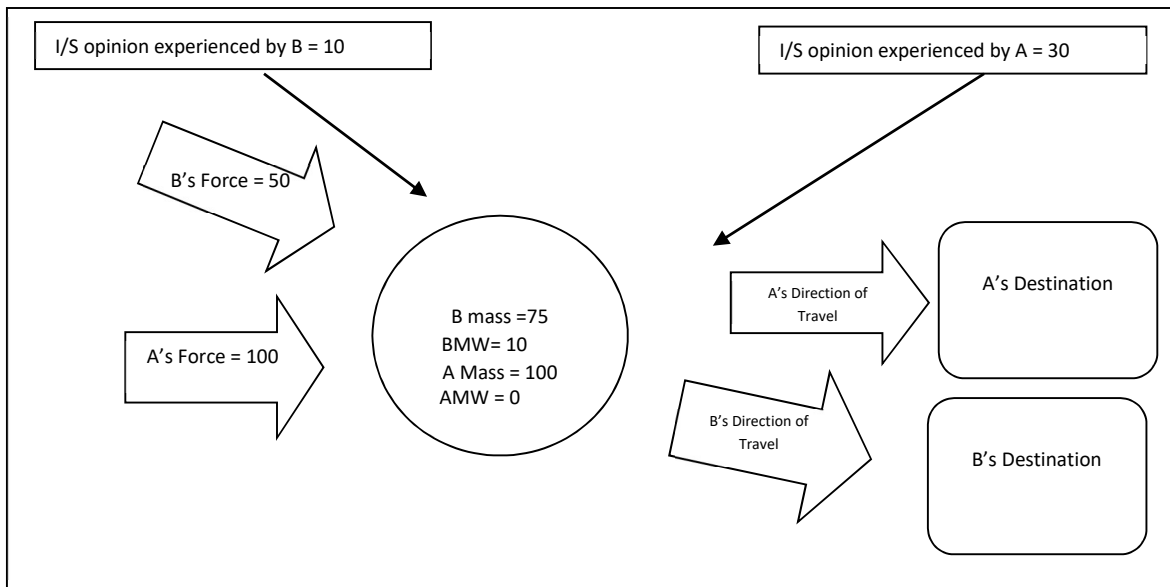 I/S opinion experienced by B = 10
I/S opinion experienced by A = 30
B’s Force = 50
A’s Force = 100
B mass =75
BMW= 10
A Mass = 100
AMW = 0
A’s Direction of
Travel
A’s Destination
B’s Direction of
Travel
B’s Destination